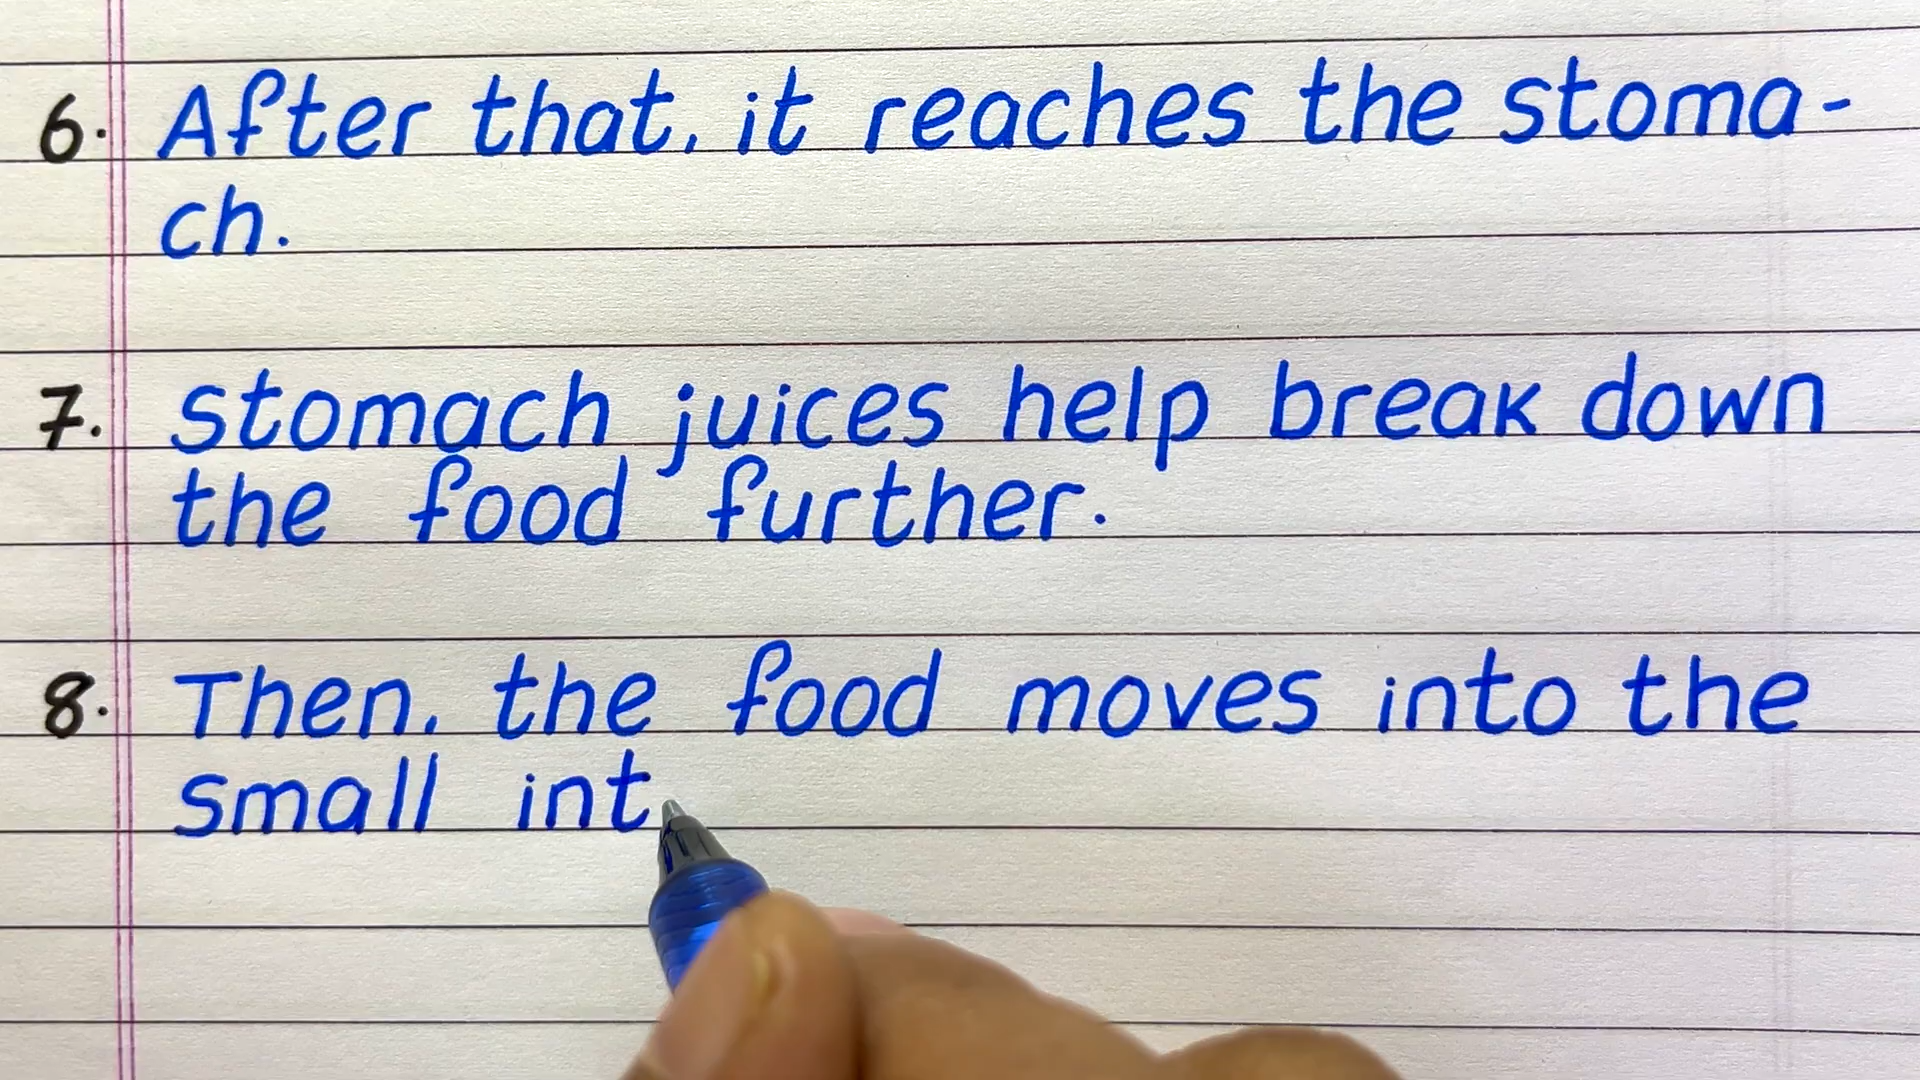 6. After that, it reaches the stoma-
ch.
7. Stomach juices help break down
the food further.
8. Then, the food moves into the
small int